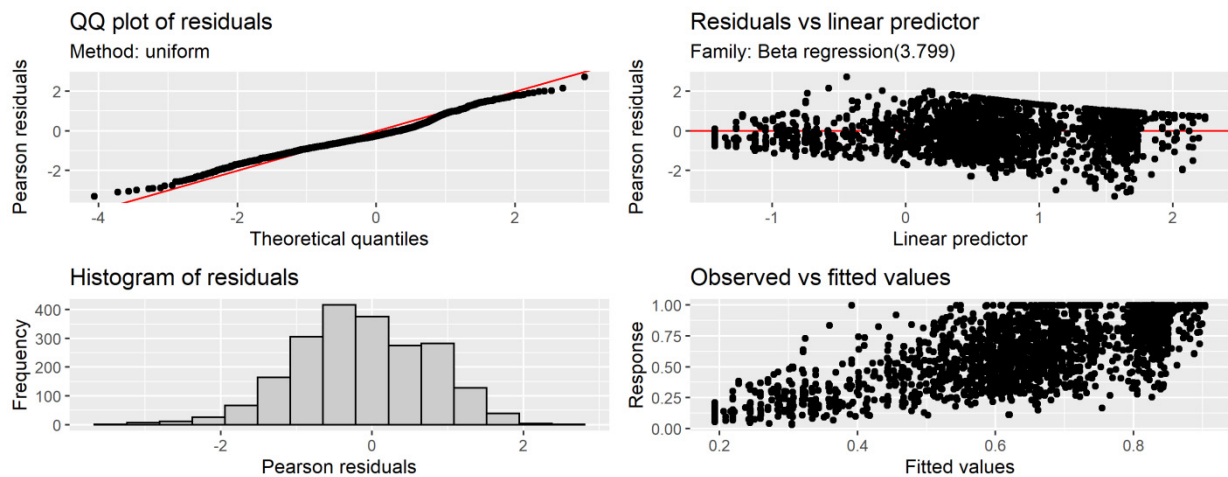 QQ plot of residuals
Method: uniform
Pearson residuals
2
0
-2
-4
-2
0
2
Theoretical quantiles
Residuals vs linear predictor
Family: Beta regression(3.799)
Pearson residuals
2
0
-2
-1
0
1
2
Linear predictor
Histogram of residuals
Frequency
400
300
200
100
0
-2
0
2
Pearson residuals
Observed vs fitted values
Response
1.00
0.75
0.50
0.25
0.00
0.2
0.4
0.6
0.8
Fitted values